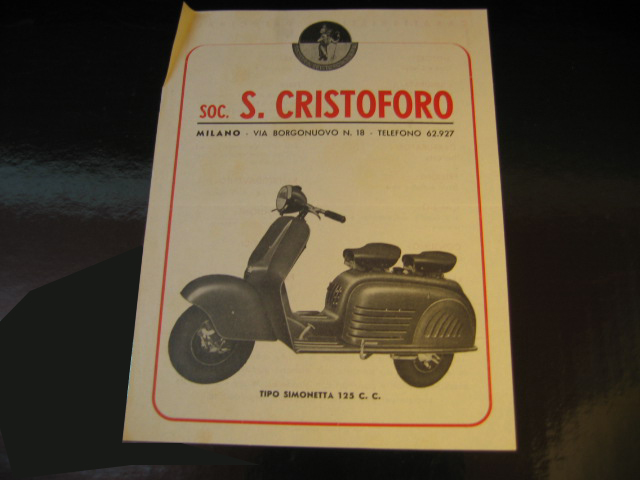 SOC. S. CRISTOFORO
MILANO - VIA BORGONUOVO N. 18 - TELEFONO 62.927
TIPO SIMONETTA 125 C. C.